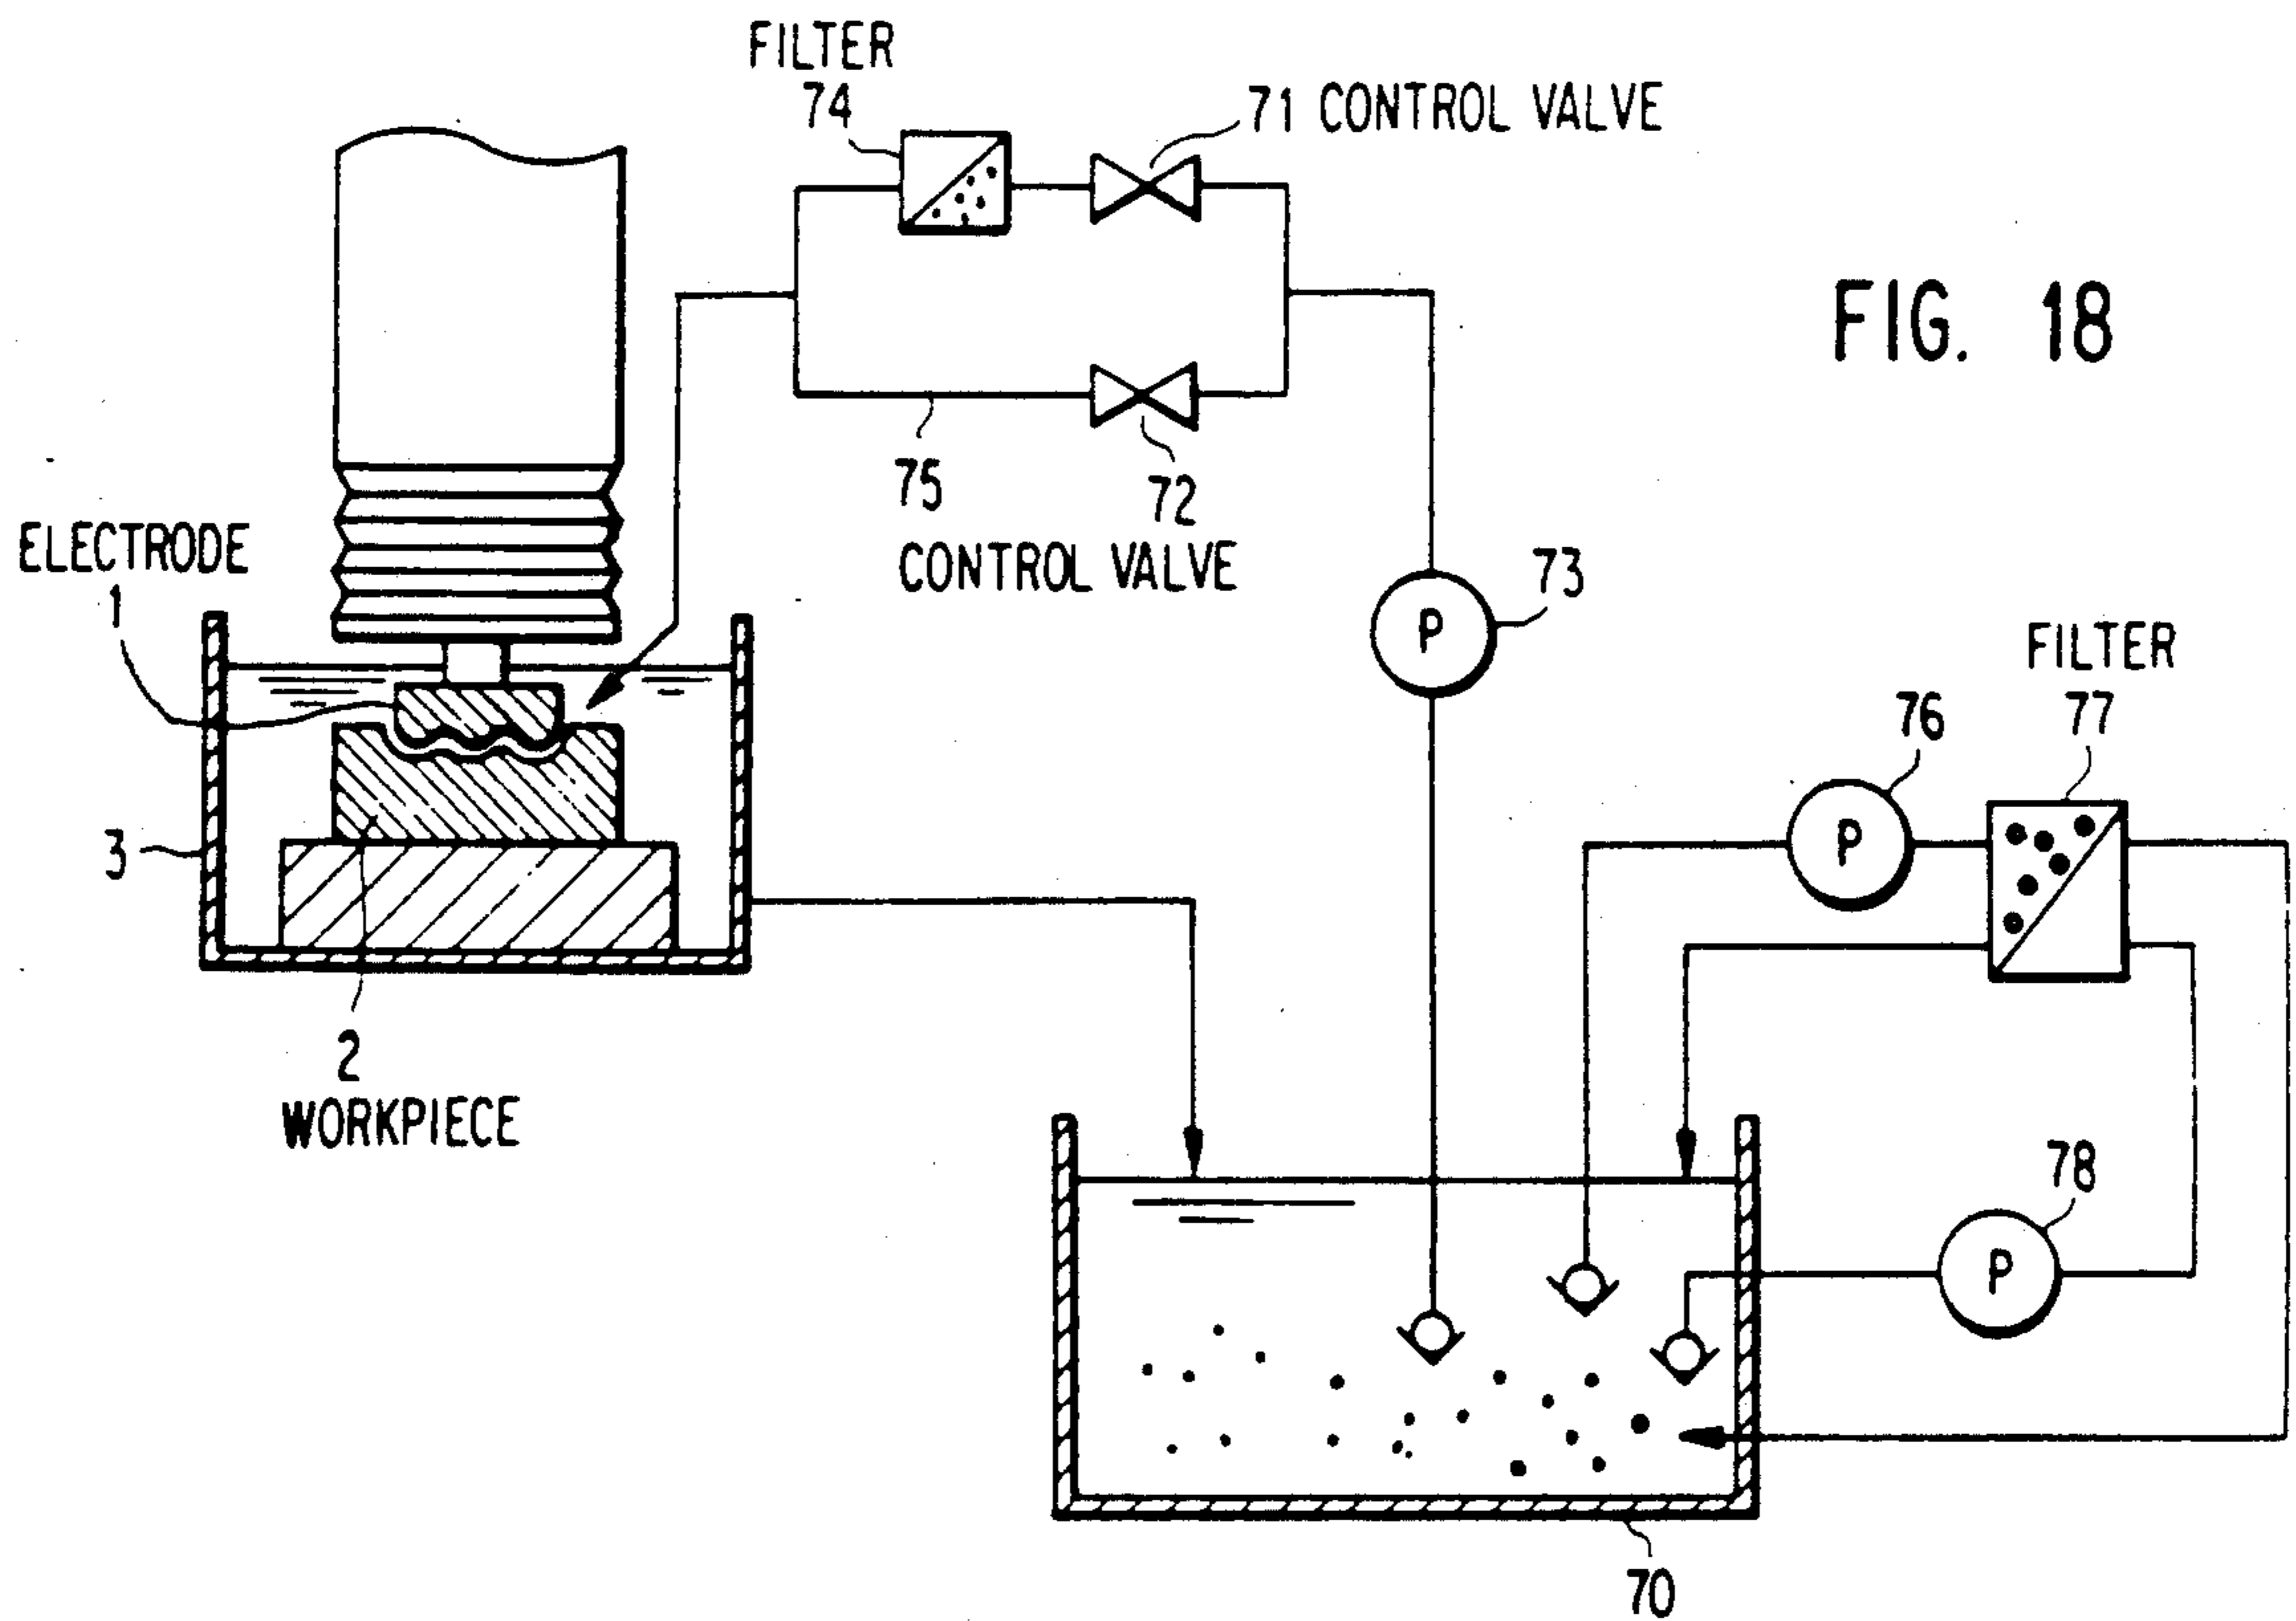 FILTER
74
71 CONTROL VALVE
FIG. 18
75
72
CONTROL VALVE
ELECTRODE
1
73
P
FILTER
76
77
P
3
2
WORKPIECE
78
P
70